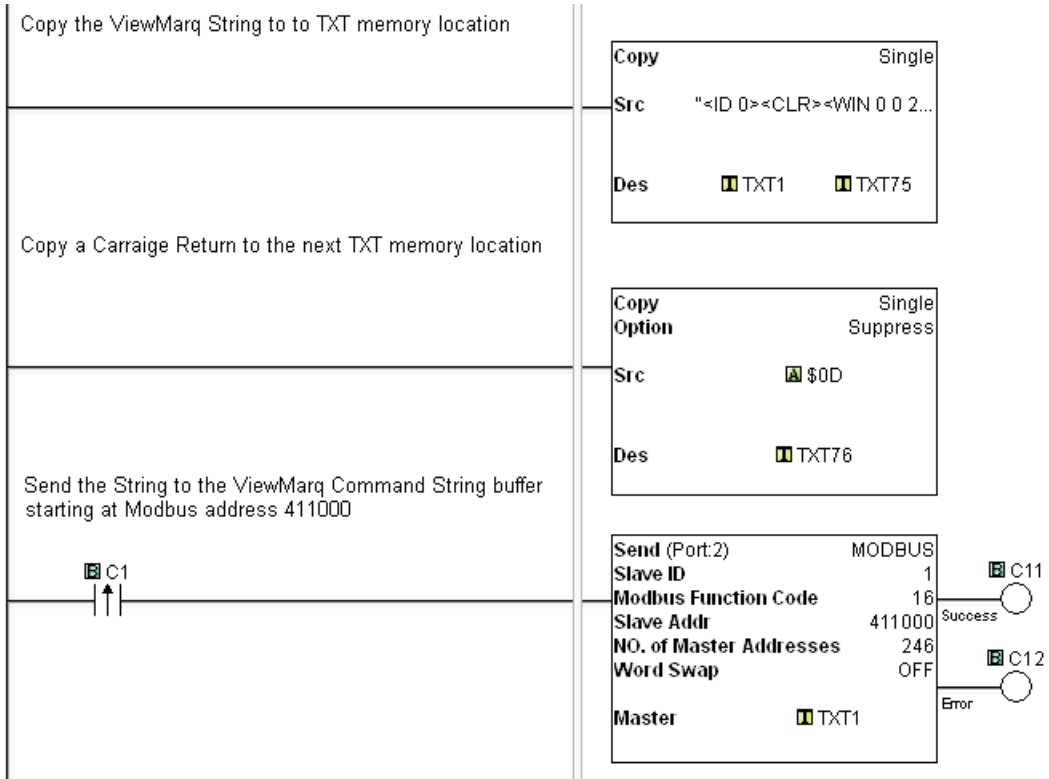 Copy the ViewMarq String to to TXT memory location
Copy Single
Src "<ID 0><CLR><WIN 0 0 2...
Des T TXT1 T TXT75
Copy a Carraige Return to the next TXT memory location
Copy Single
Option Suppress
Src A $0D
Des T TXT76
Send the String to the ViewMarq Command String buffer
starting at Modbus address 411000
B C1
Send (Port:2) MODBUS
Slave ID 1
Modbus Function Code 16
Slave Addr 411000
NO. of Master Addresses 246
Word Swap OFF
Master T TXT1
B C11
Success
B C12
Error